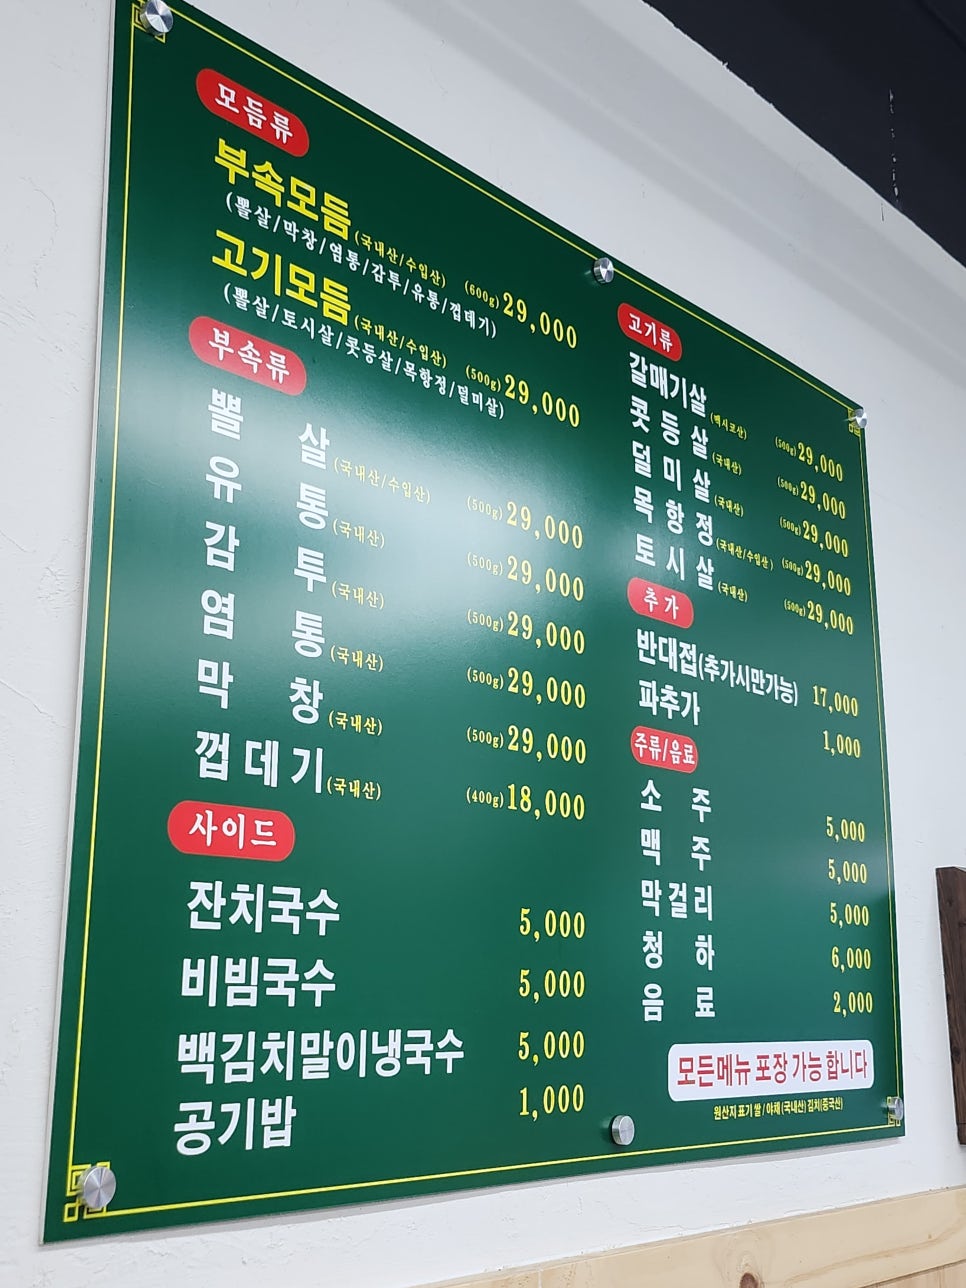 모듬류
부속모듬(국내산/수입산) (600g) 29,000
(뽈살/막창/염통/감투/유통/껍데기)
고기모듬(국내산/수입산) (500g) 29,000
(뽈살/토시살/콧등살/목항정/덜미살)
부속류
뽈살(국내산/수입산) (500g) 29,000
유통(국내산) (500g) 29,000
감투(국내산) (500g) 29,000
염통(국내산) (500g) 29,000
막창(국내산) (500g) 29,000
껍데기(국내산) (400g) 18,000
사이드
잔치국수 5,000
비빔국수 5,000
백김치말이냉국수 5,000
공기밥 1,000
고기류
갈매기살(멕시코산) (500g) 29,000
콧등살(국내산) (500g) 29,000
덜미살(국내산) (500g) 29,000
목항정(국내산/수입산) (500g) 29,000
토시살(국내산) (500g) 29,000
추가
반대접(추가시만가능) 17,000
파추가 1,000
주류/음료
소주 5,000
맥주 5,000
막걸리 5,000
청하 6,000
음료 2,000
모든메뉴 포장 가능 합니다
원산지 표기 쌀/야채(국내산) 김치(중국산)